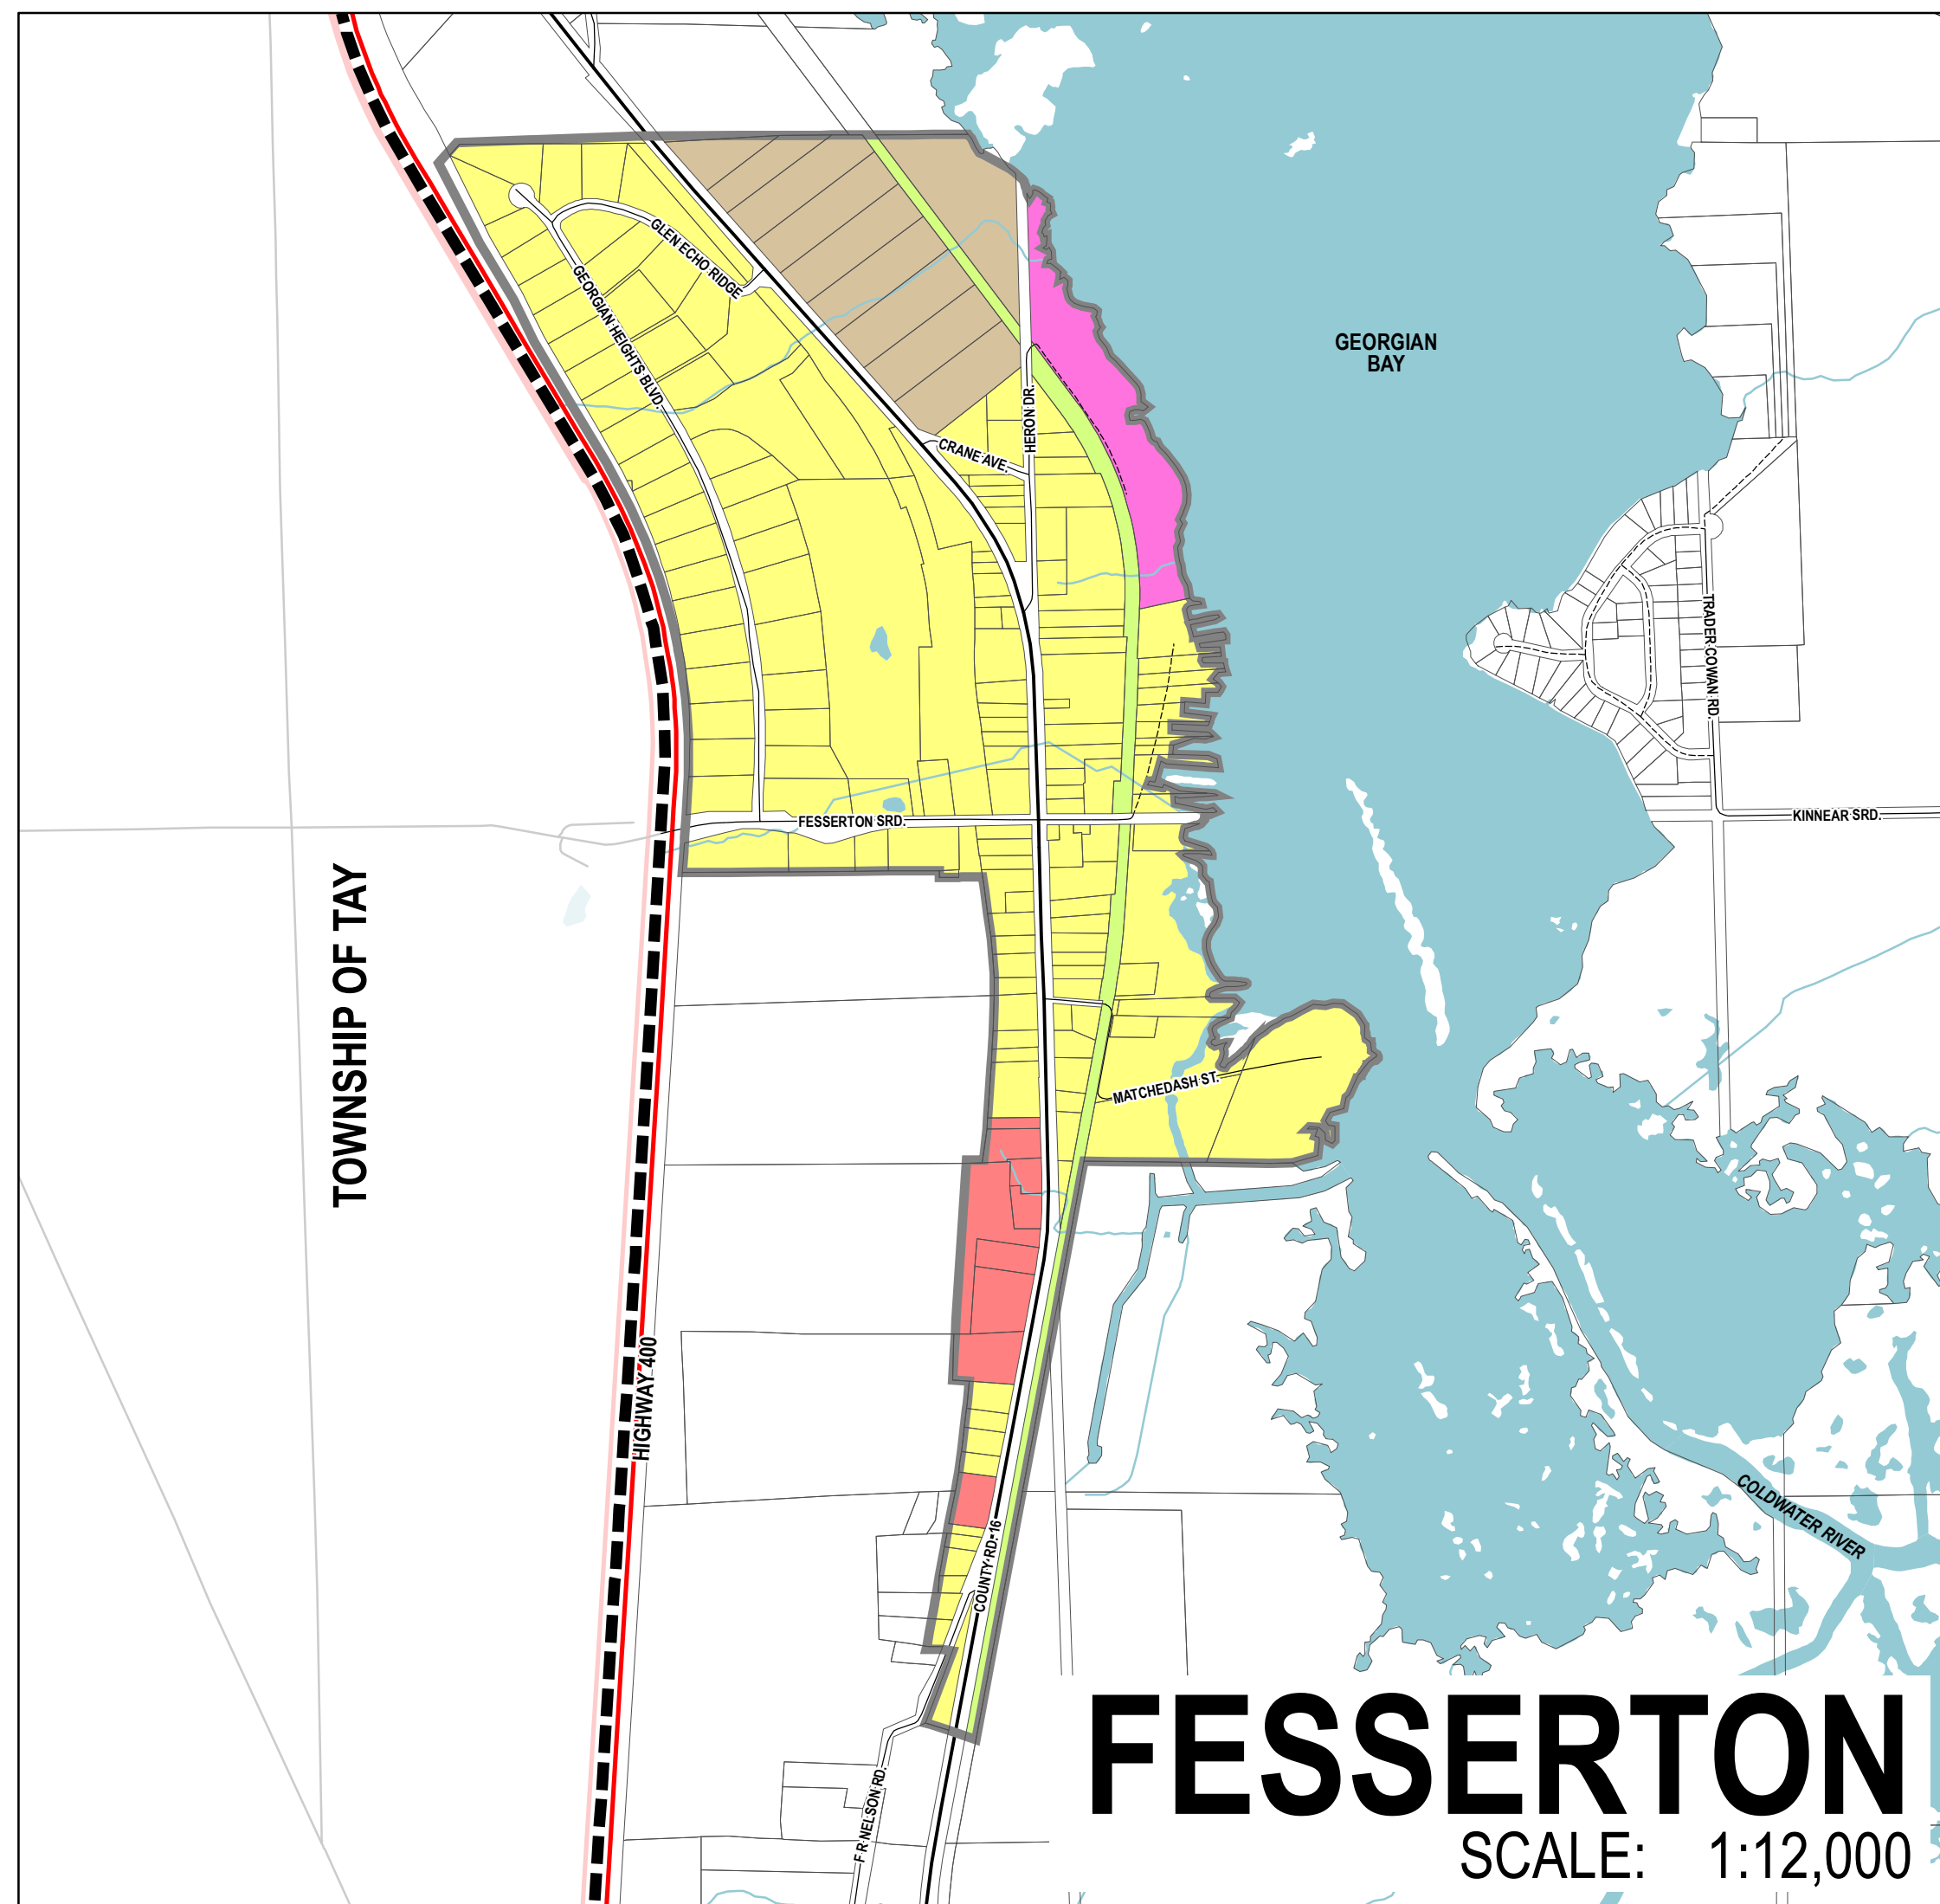 GLEN ECHO RIDGE
GEORGIAN HEIGHTS BLVD.
GEORGIAN
BAY
HERON DR.
CRANE AVE.
TRADER COWAN RD.
FESSERTON SRD.
KINNEAR SRD.
TOWNSHIP OF TAY
MATCHEDASH ST.
HIGHWAY 400
COLDWATER RIVER
COUNTY RD. 16
F R NELSON RD.
FESSERTON
SCALE: 1:12,000